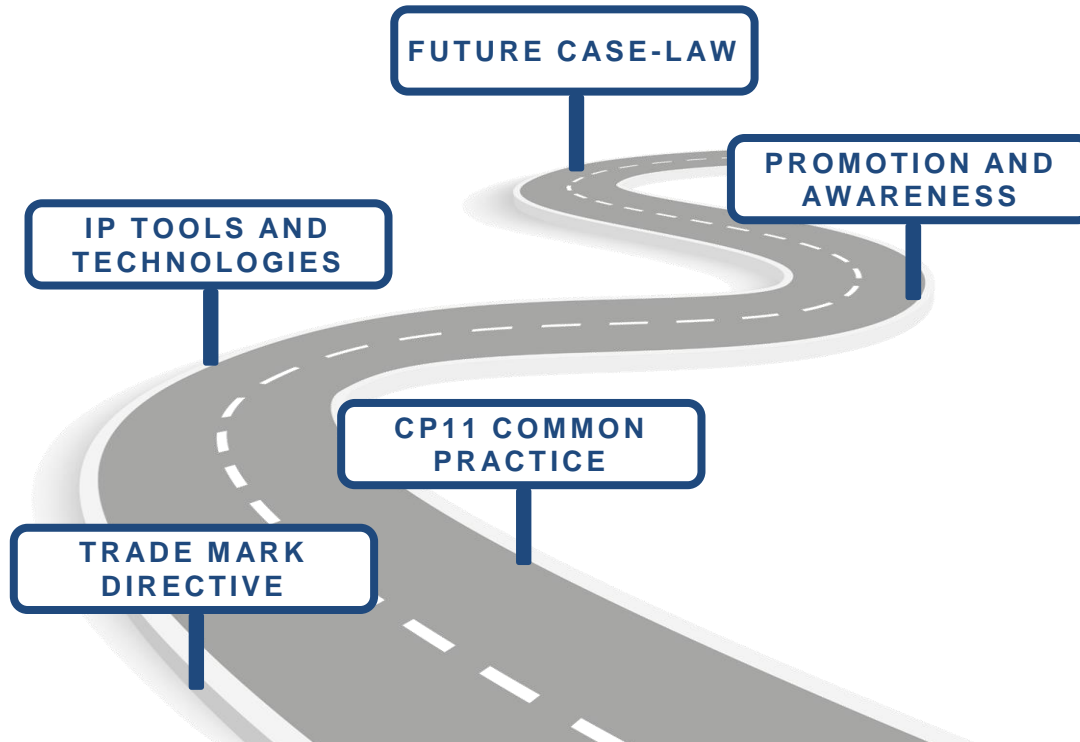 FUTURE CASE-LAW
PROMOTION AND
AWARENESS
IP TOOLS AND
TECHNOLOGIES
CP11 COMMON
PRACTICE
TRADE MARK
DIRECTIVE